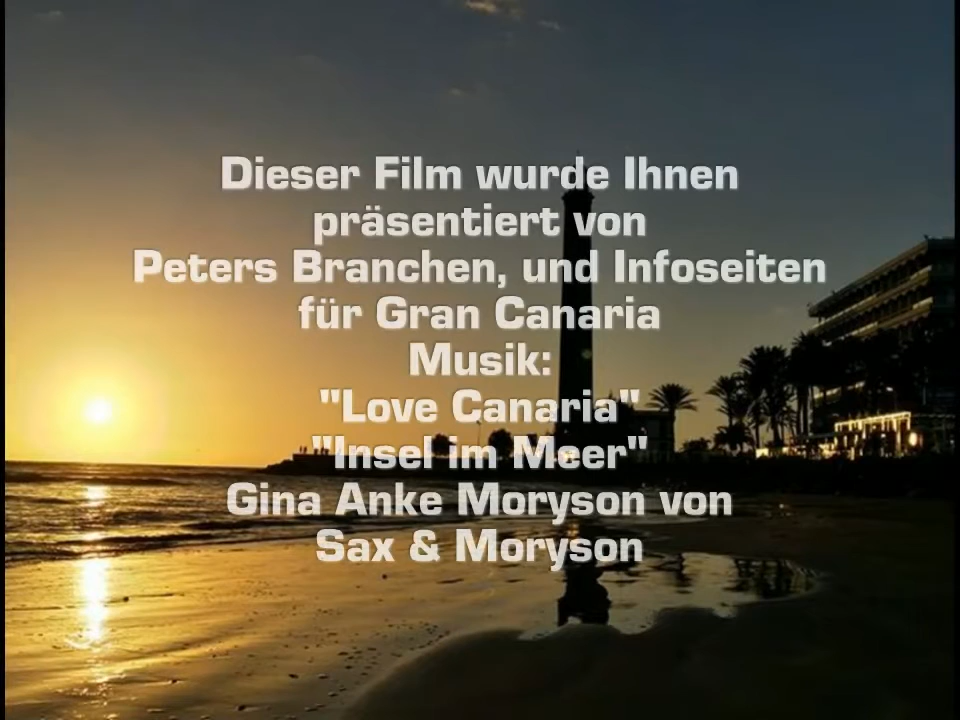 Dieser Film wurde Ihnen
präsentiert von
Peters Branchen, und Infoseiten
für Gran Canaria
Musik:
"Love Canaria"
"Insel im Meer"
Gina Anke Moryson von
Sax & Moryson